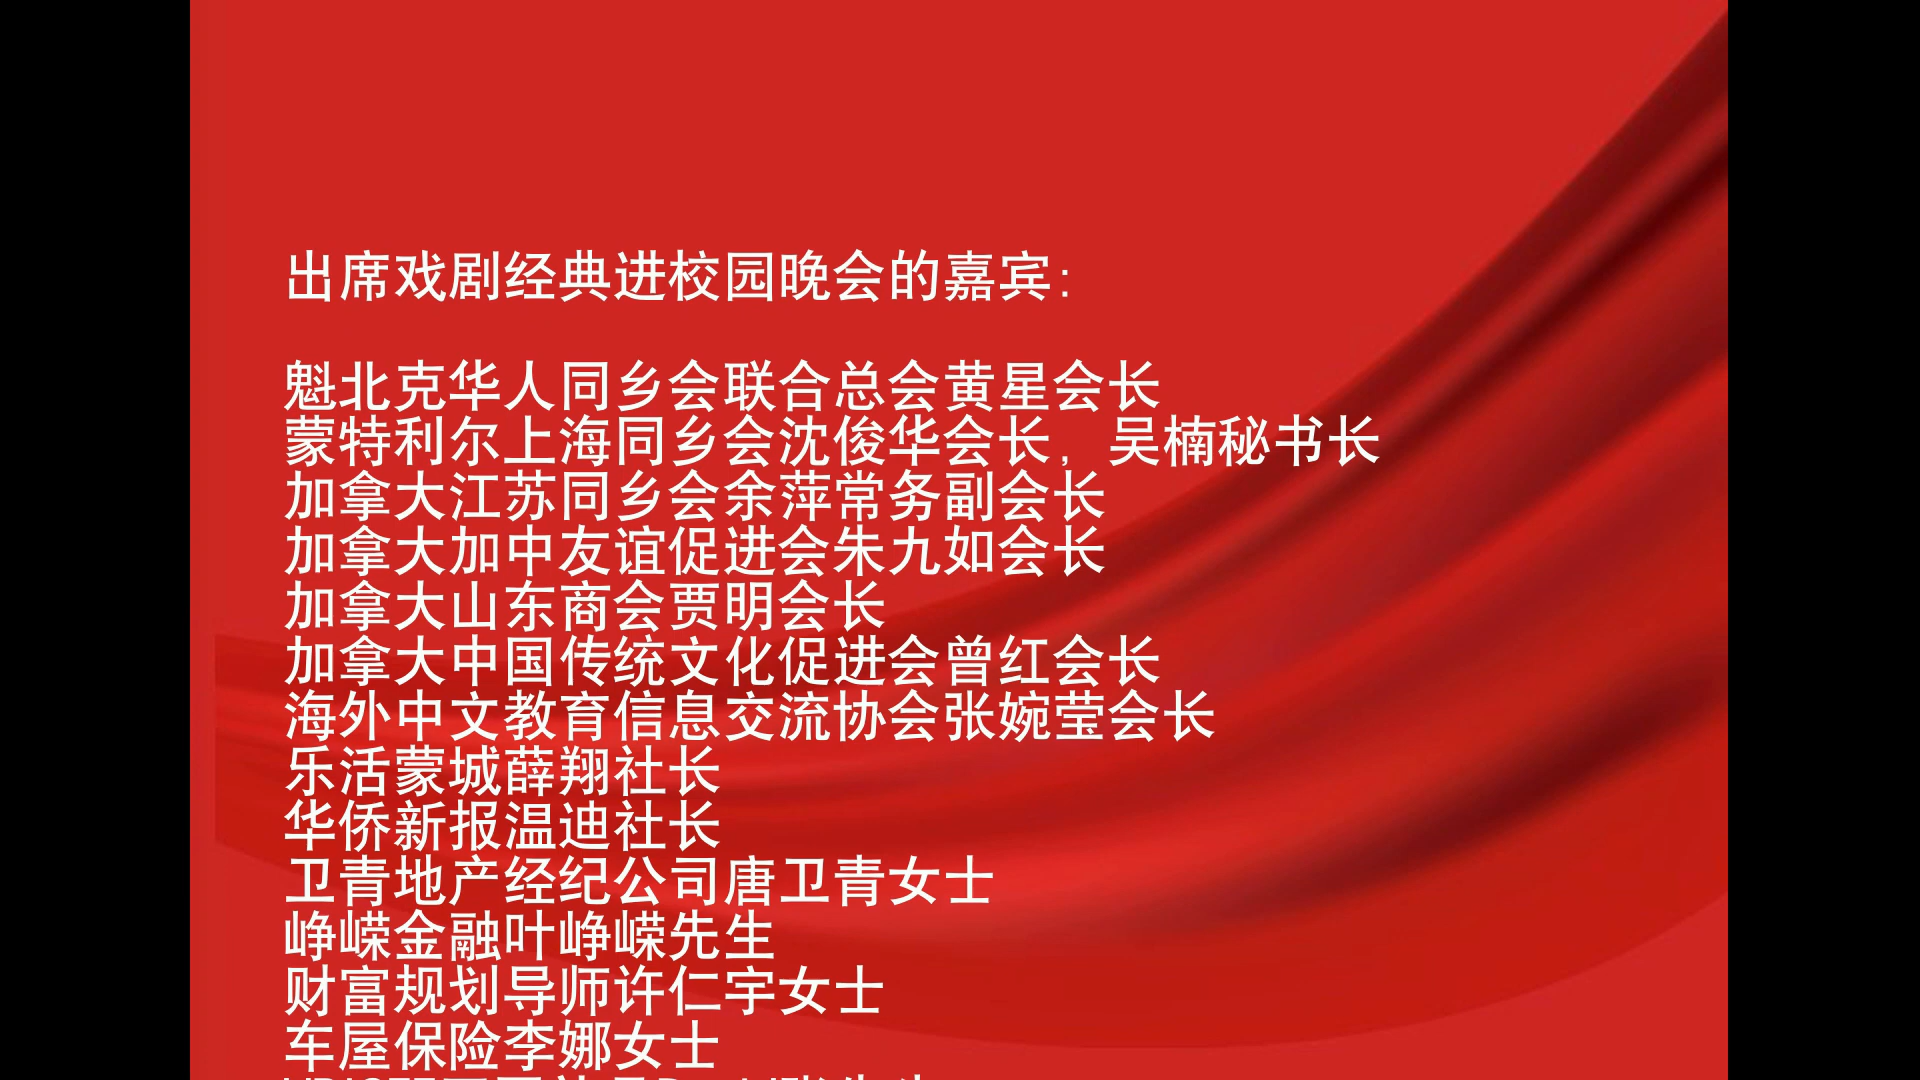 出席戏剧经典进校园晚会的嘉宾:
魁北克华人同乡会联合总会黄星会长
蒙特利尔上海同乡会沈俊华会长, 吴楠秘书长
加拿大江苏同乡会余萍常务副会长
加拿大加中友谊促进会朱九如会长
加拿大山东商会贾明会长
加拿大中国传统文化促进会曾红会长
海外中文教育信息交流协会张婉莹会长
乐活蒙城薛翔社长
华侨新报温迪社长
卫青地产经纪公司唐卫青女士
峥嵘金融叶峥嵘先生
财富规划导师许仁宇女士
车屋保险李娜女士